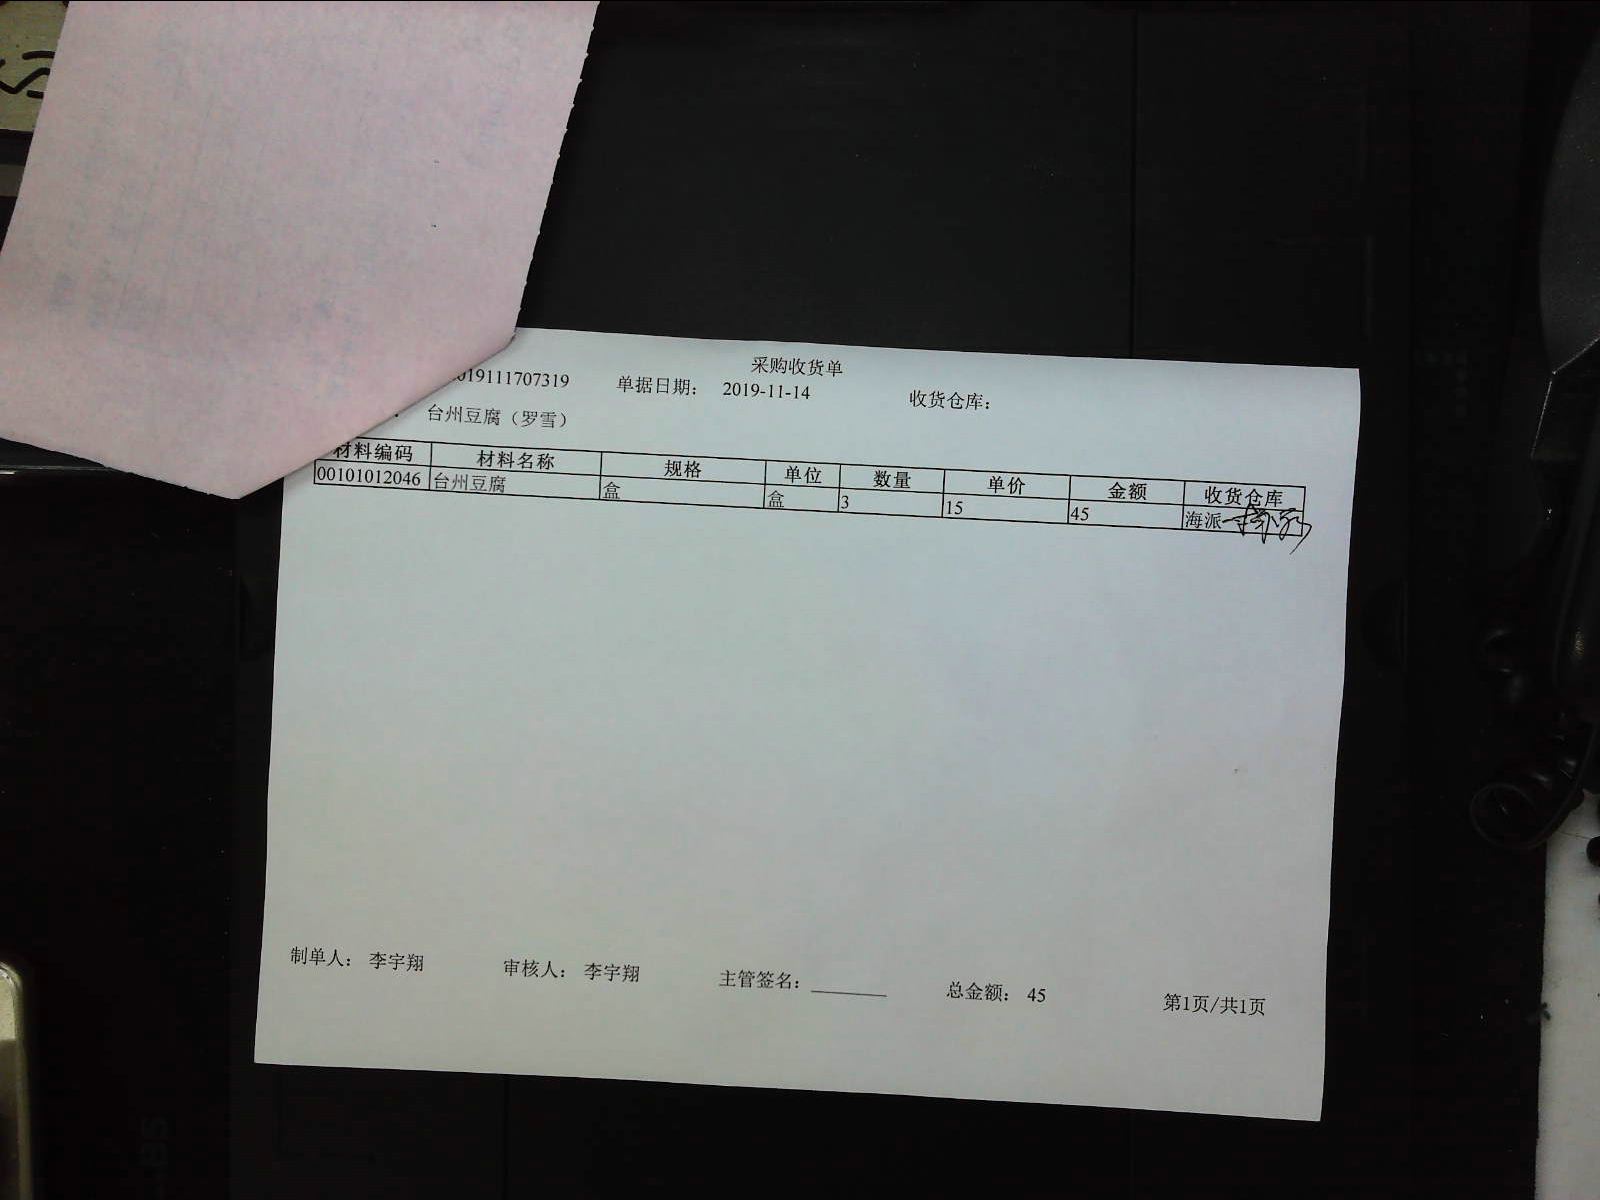 采购收货单
019111707319 单据日期： 2019-11-14 收货仓库：
： 台州豆腐（罗雪）
材料编码 材料名称 规格 单位 数量 单价 金额 收货仓库
00101012046 台州豆腐 盒 盒 3 15 45 海派
制单人： 李宇翔 审核人： 李宇翔 主管签名： 总金额： 45 第1页/共1页